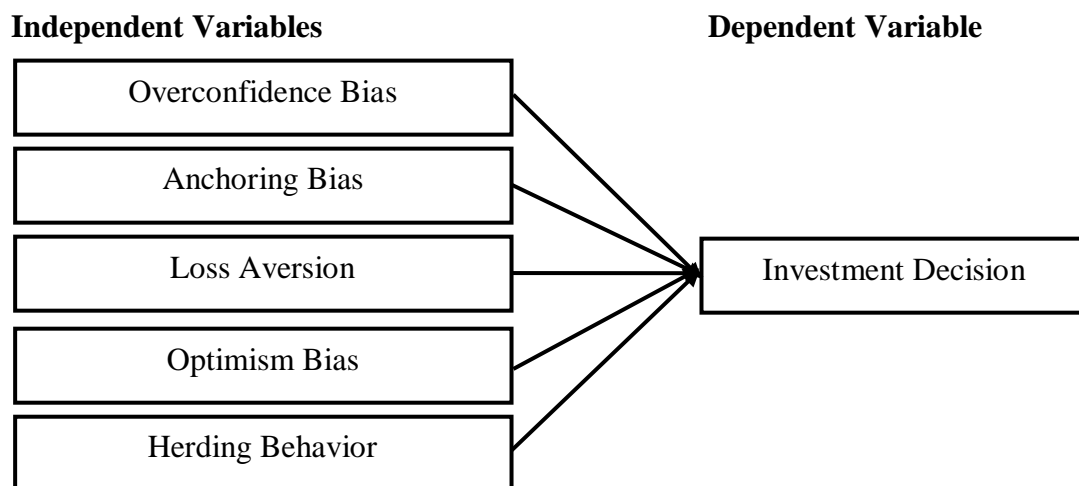 Independent Variables
Dependent Variable
Overconfidence Bias
Anchoring Bias
Loss Aversion
Optimism Bias
Herding Behavior
Investment Decision